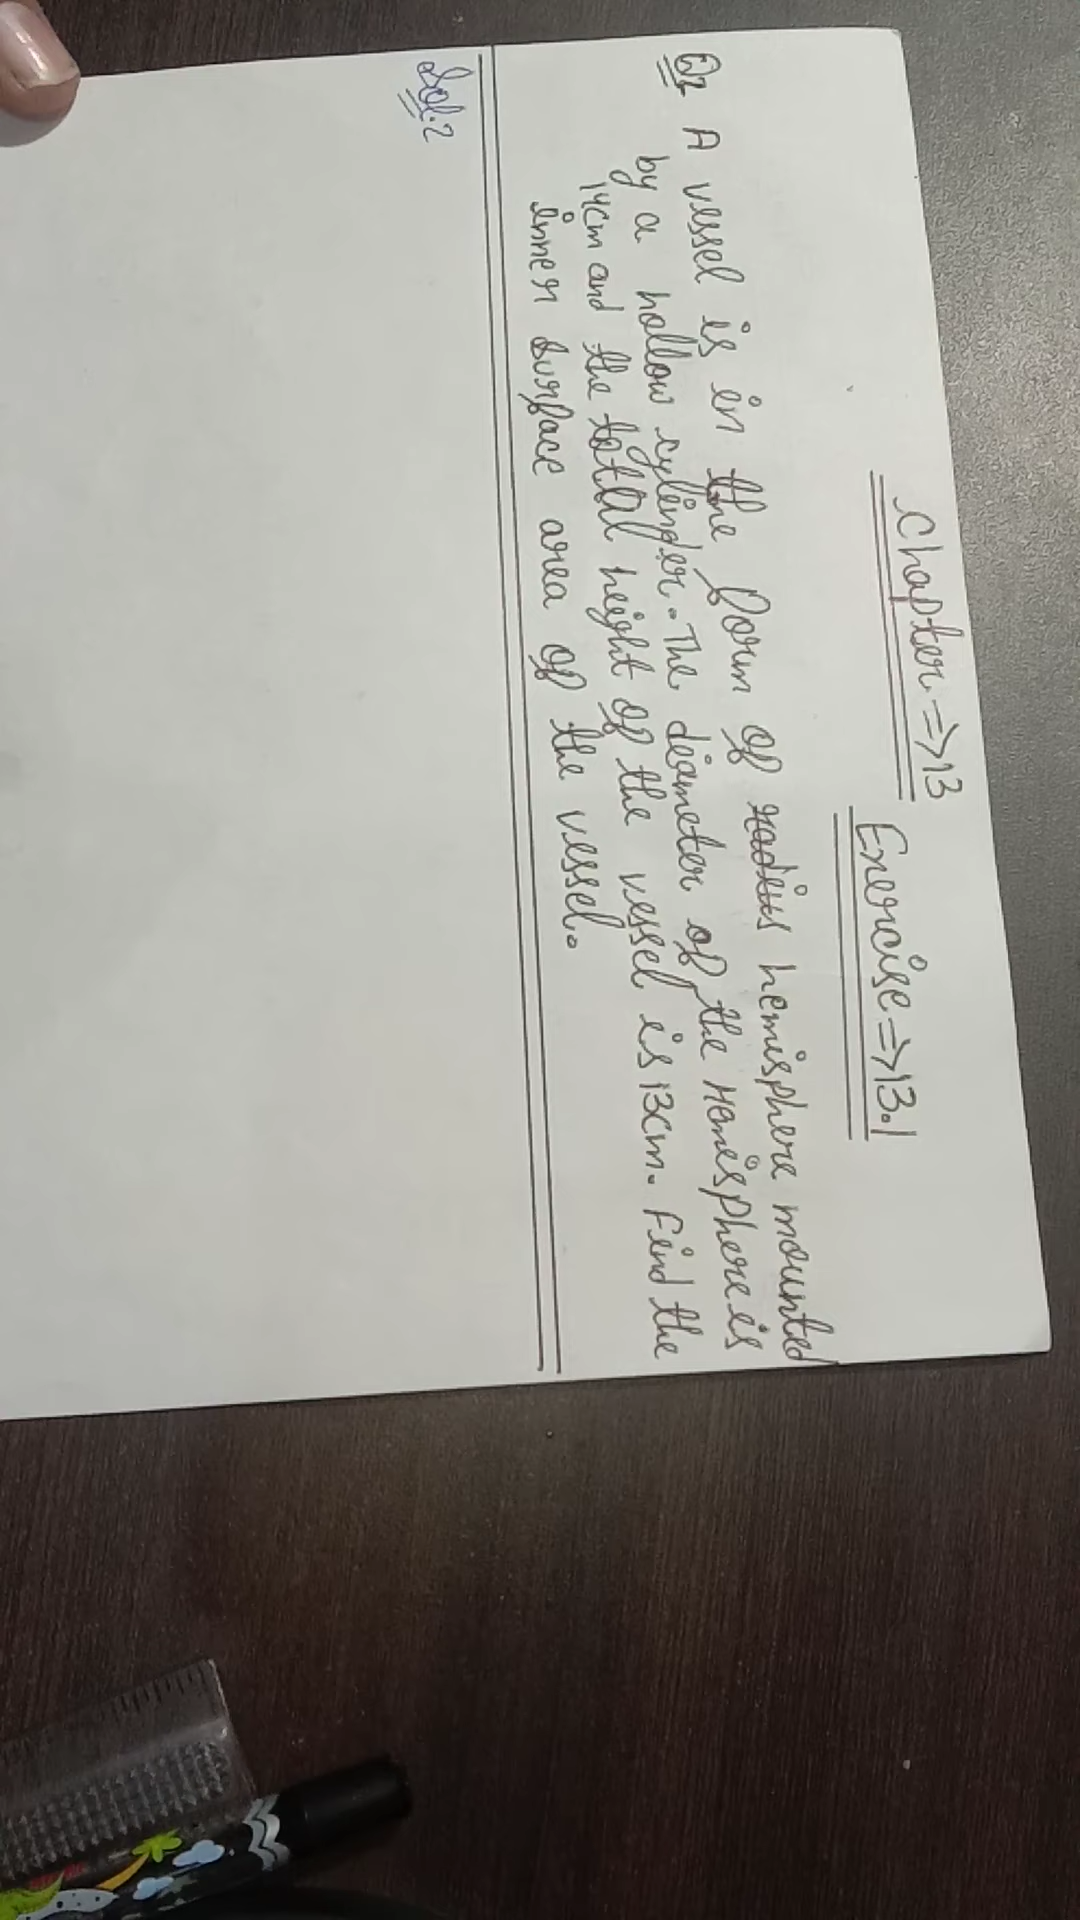 Chapter => 13
Exercise => 13.1
Q2 A vessel is in the form of radius hemisphere mounted
by a hollow cylinder. The diameter of the Hemisphere is
14cm and the total height of the vessel is 13cm. Find the
inner surface area of the vessel.
Sol:2